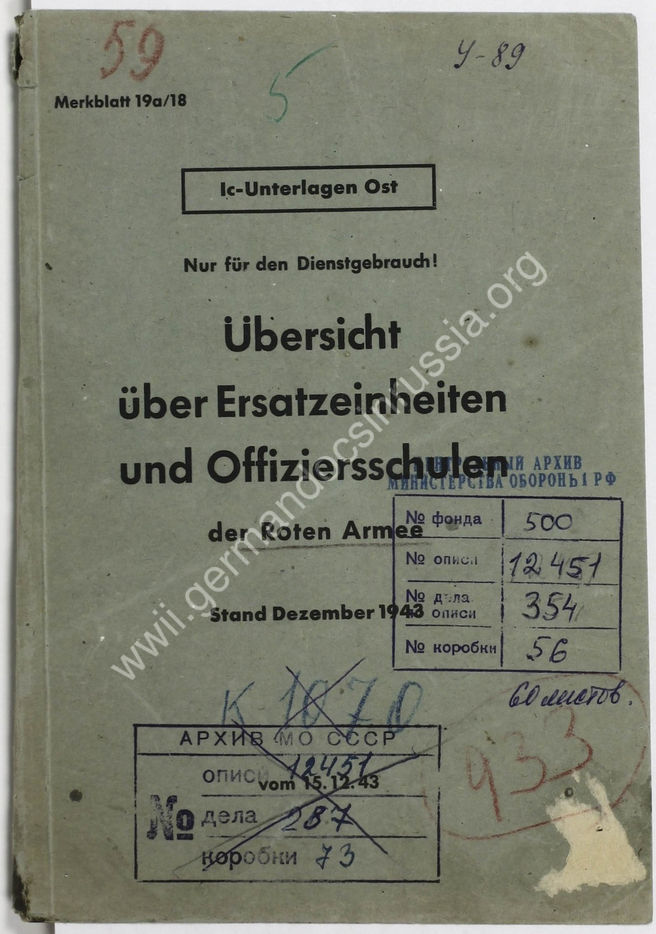 59
У-89
Merkblatt 19a/18
5
Ic-Unterlagen Ost
Nur für den Dienstgebrauch!
Übersicht
über Ersatzeinheiten
und Offiziersschulen
der Roten Armee
Stand Dezember 1943
wwii.germandocsinrussia.org
АРХИВ
МИНИСТЕРСТВА ОБОРОНЫ РФ
№ фонда 500
№ описи 12451
№ дела описи 354
№ коробки 56
60 листов.
К 1070
933
АРХИВ МО СССР
описи 12451
vom 15.12.43
№ дела 287
коробки 73